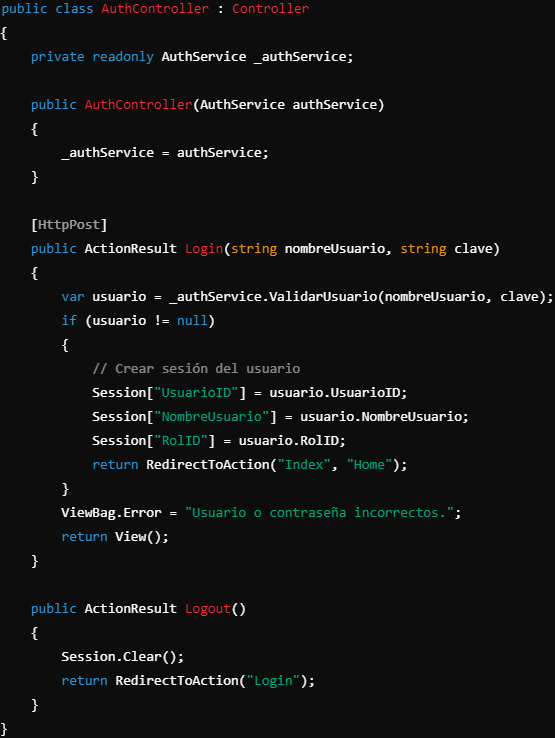 public class AuthController : Controller
{
    private readonly AuthService _authService;

    public AuthController(AuthService authService)
    {
        _authService = authService;
    }

    [HttpPost]
    public ActionResult Login(string nombreUsuario, string clave)
    {
        var usuario = _authService.ValidarUsuario(nombreUsuario, clave);
        if (usuario != null)
        {
            // Crear sesión del usuario
            Session["UsuarioID"] = usuario.UsuarioID;
            Session["NombreUsuario"] = usuario.NombreUsuario;
            Session["RolID"] = usuario.RolID;
            return RedirectToAction("Index", "Home");
        }
        ViewBag.Error = "Usuario o contraseña incorrectos.";
        return View();
    }

    public ActionResult Logout()
    {
        Session.Clear();
        return RedirectToAction("Login");
    }
}